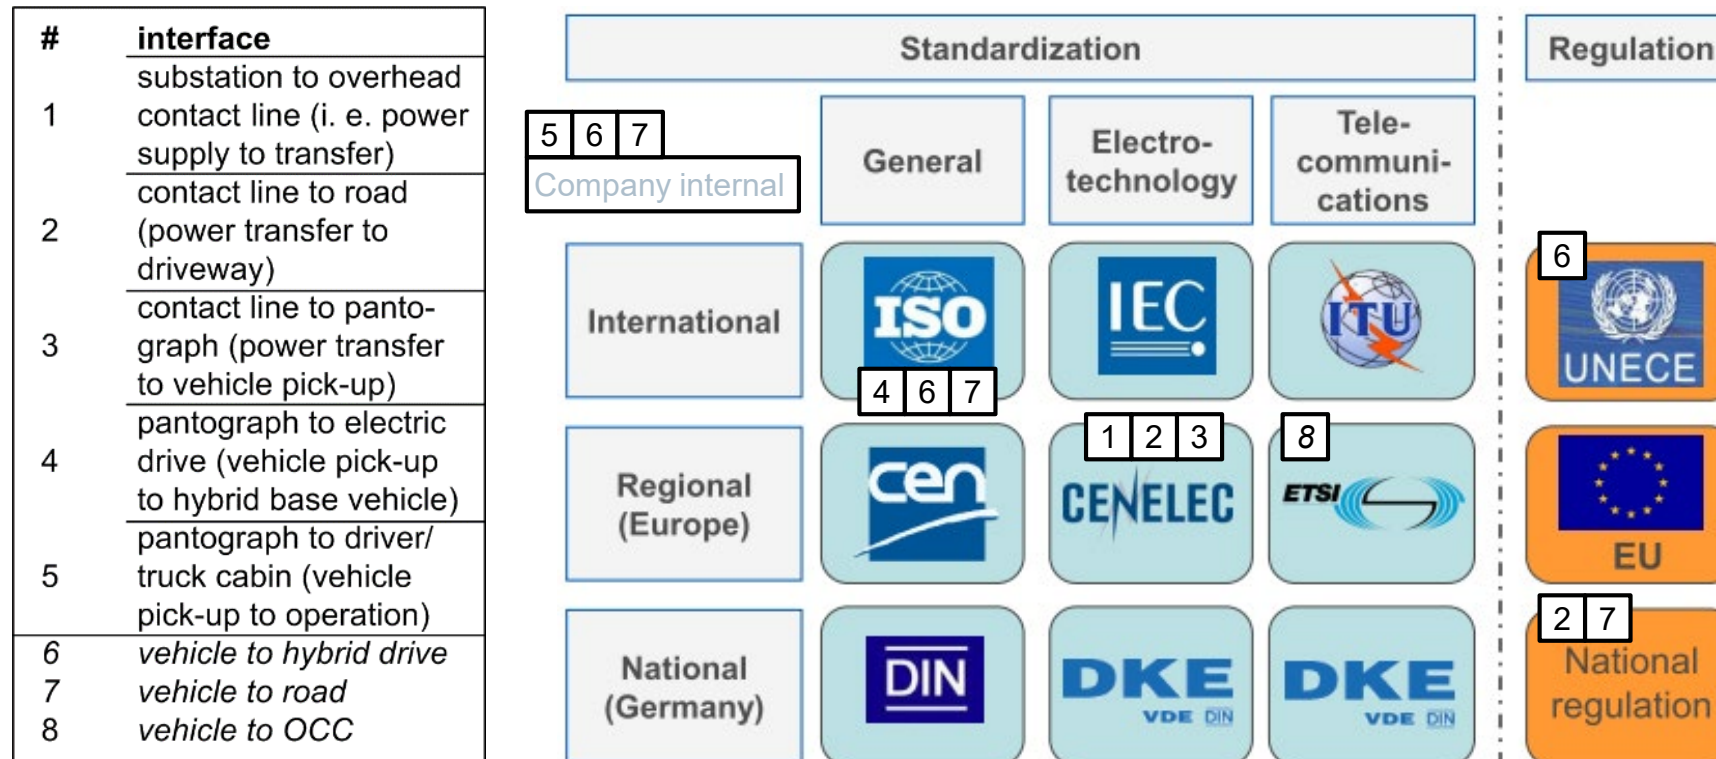 # interface
substation to overhead
1 contact line (i. e. power
supply to transfer)
contact line to road
2 (power transfer to
driveway)
contact line to panto-
3 graph (power transfer
to vehicle pick-up)
pantograph to electric
4 drive (vehicle pick-up
to hybrid base vehicle)
pantograph to driver/
5 truck cabin (vehicle
pick-up to operation)
6 vehicle to hybrid drive
7 vehicle to road
8 vehicle to OCC
Standardization
Regulation
5 6 7
Company internal
General
Electro-
technology
Tele-
communi-
cations
International
ISO
4 6 7
IEC
ITU
6
UNECE
Regional
(Europe)
cen
1 2 3
CENELEC
8
ETSI
EU
National
(Germany)
DIN
DKE
VDE DIN
DKE
VDE DIN
2 7
National
regulation